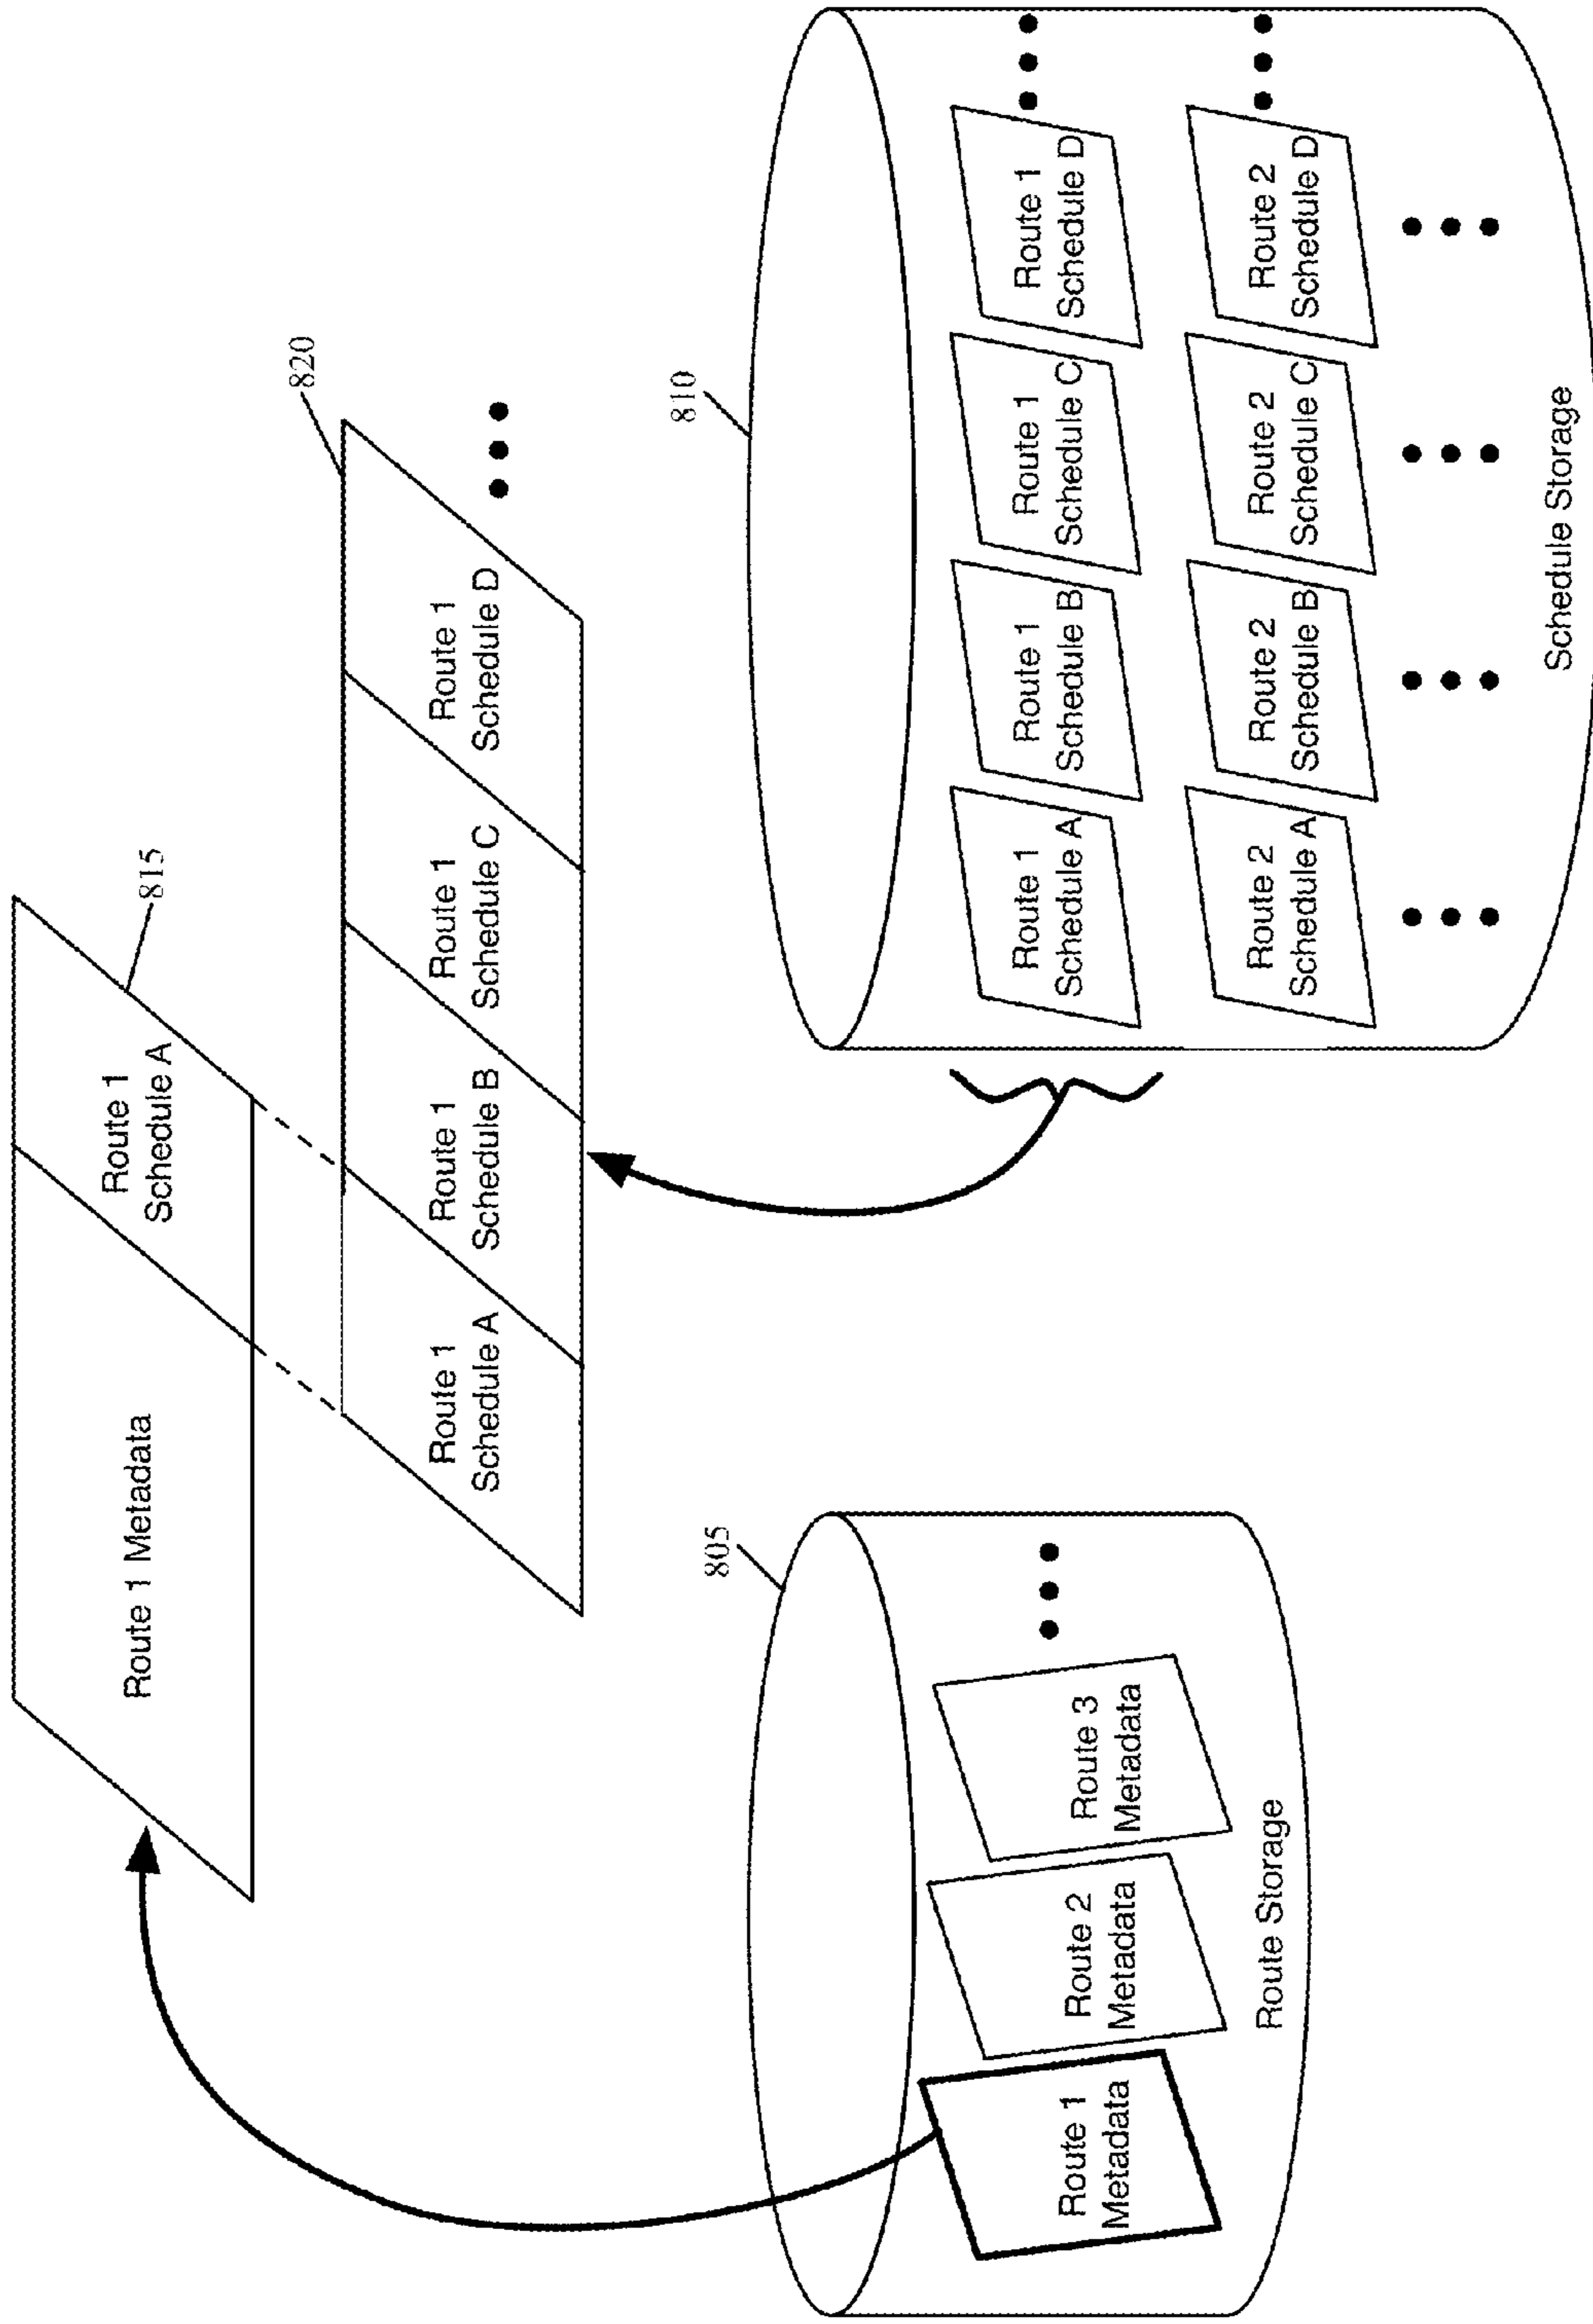 Route 1 Metadata
Route 1
Schedule A
815
820
Route 1
Schedule A
Route 1
Schedule B
Route 1
Schedule C
Route 1
Schedule D
805
Route 1
Metadata
Route 2
Metadata
Route 3
Metadata
Route Storage
810
Route 1
Schedule A
Route 1
Schedule B
Route 1
Schedule C
Route 1
Schedule D
Route 2
Schedule A
Route 2
Schedule B
Route 2
Schedule C
Route 2
Schedule D
Schedule Storage